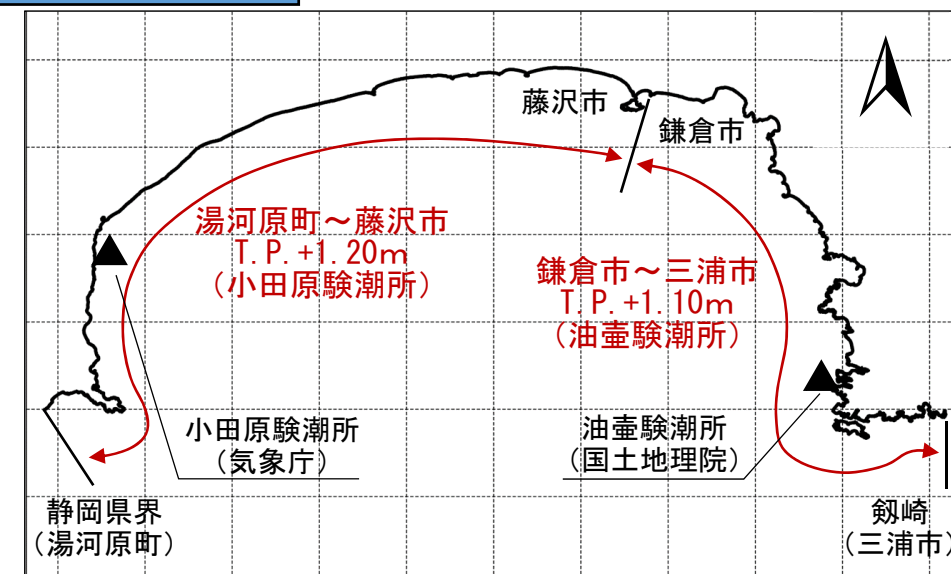 藤沢市
鎌倉市
湯河原町～藤沢市
T.P.+1.20m
（小田原験潮所）
鎌倉市～三浦市
T.P.+1.10m
（油壷験潮所）
小田原験潮所
（気象庁）
油壷験潮所
（国土地理院）
静岡県界
（湯河原町）
剱崎
（三浦市）